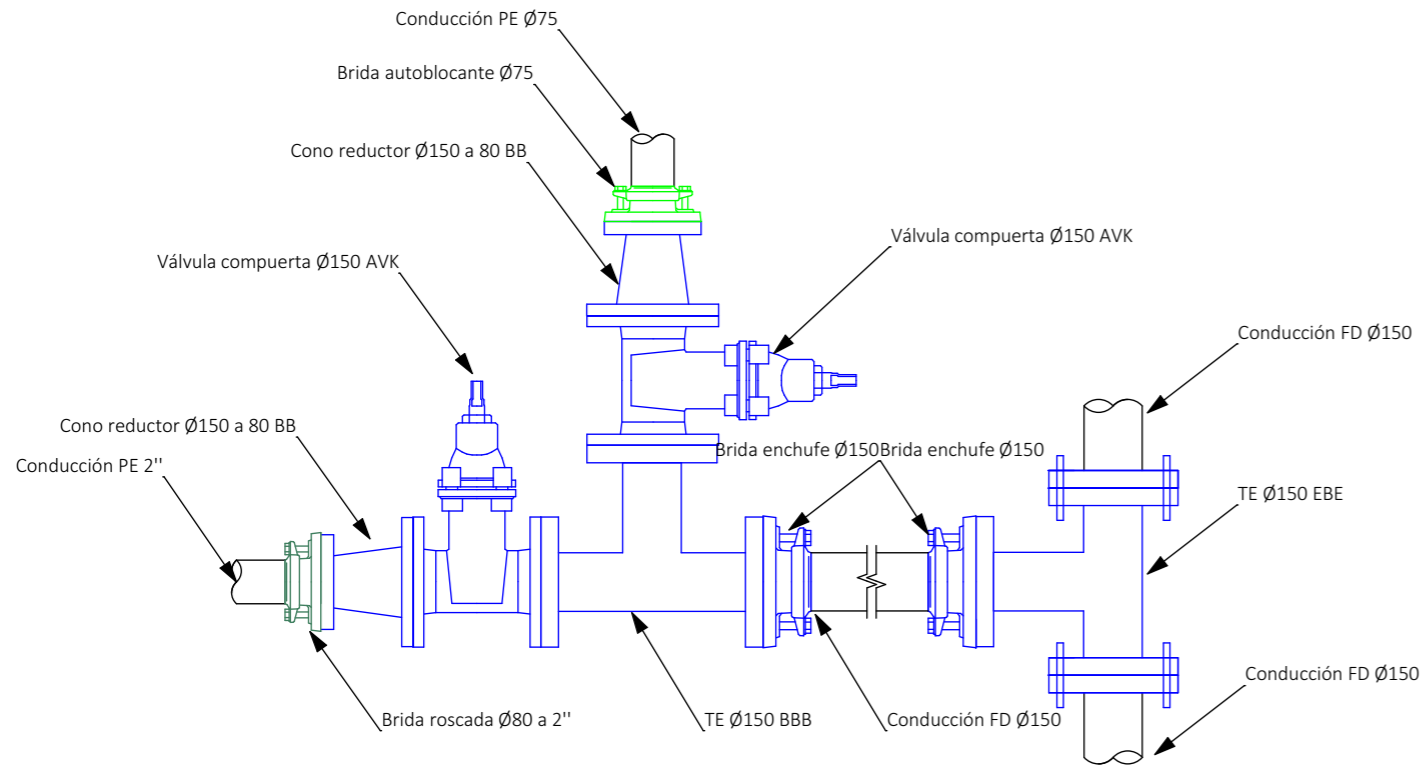 Conducción PE Ø75
Brida autoblocante Ø75
Cono reductor Ø150 a 80 BB
Válvula compuerta Ø150 AVK
Válvula compuerta Ø150 AVK
Conducción FD Ø150
Cono reductor Ø150 a 80 BB
Brida enchufe Ø150
Brida enchufe Ø150
Conducción PE 2''
TE Ø150 EBE
Conducción FD Ø150
Brida roscada Ø80 a 2''
TE Ø150 BBB
Conducción FD Ø150